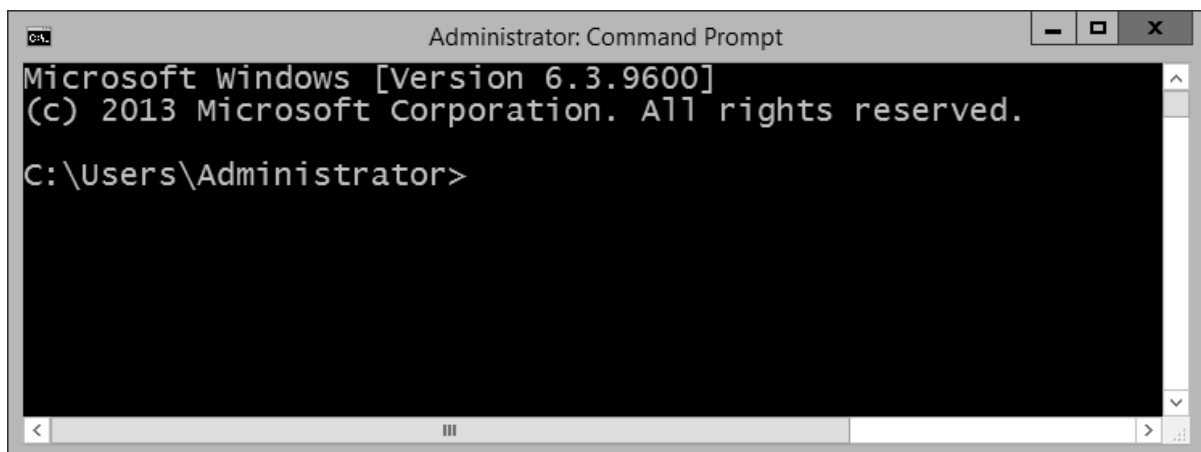 Administrator: Command Prompt
Microsoft Windows [Version 6.3.9600]
(c) 2013 Microsoft Corporation. All rights reserved.
C:\Users\Administrator>